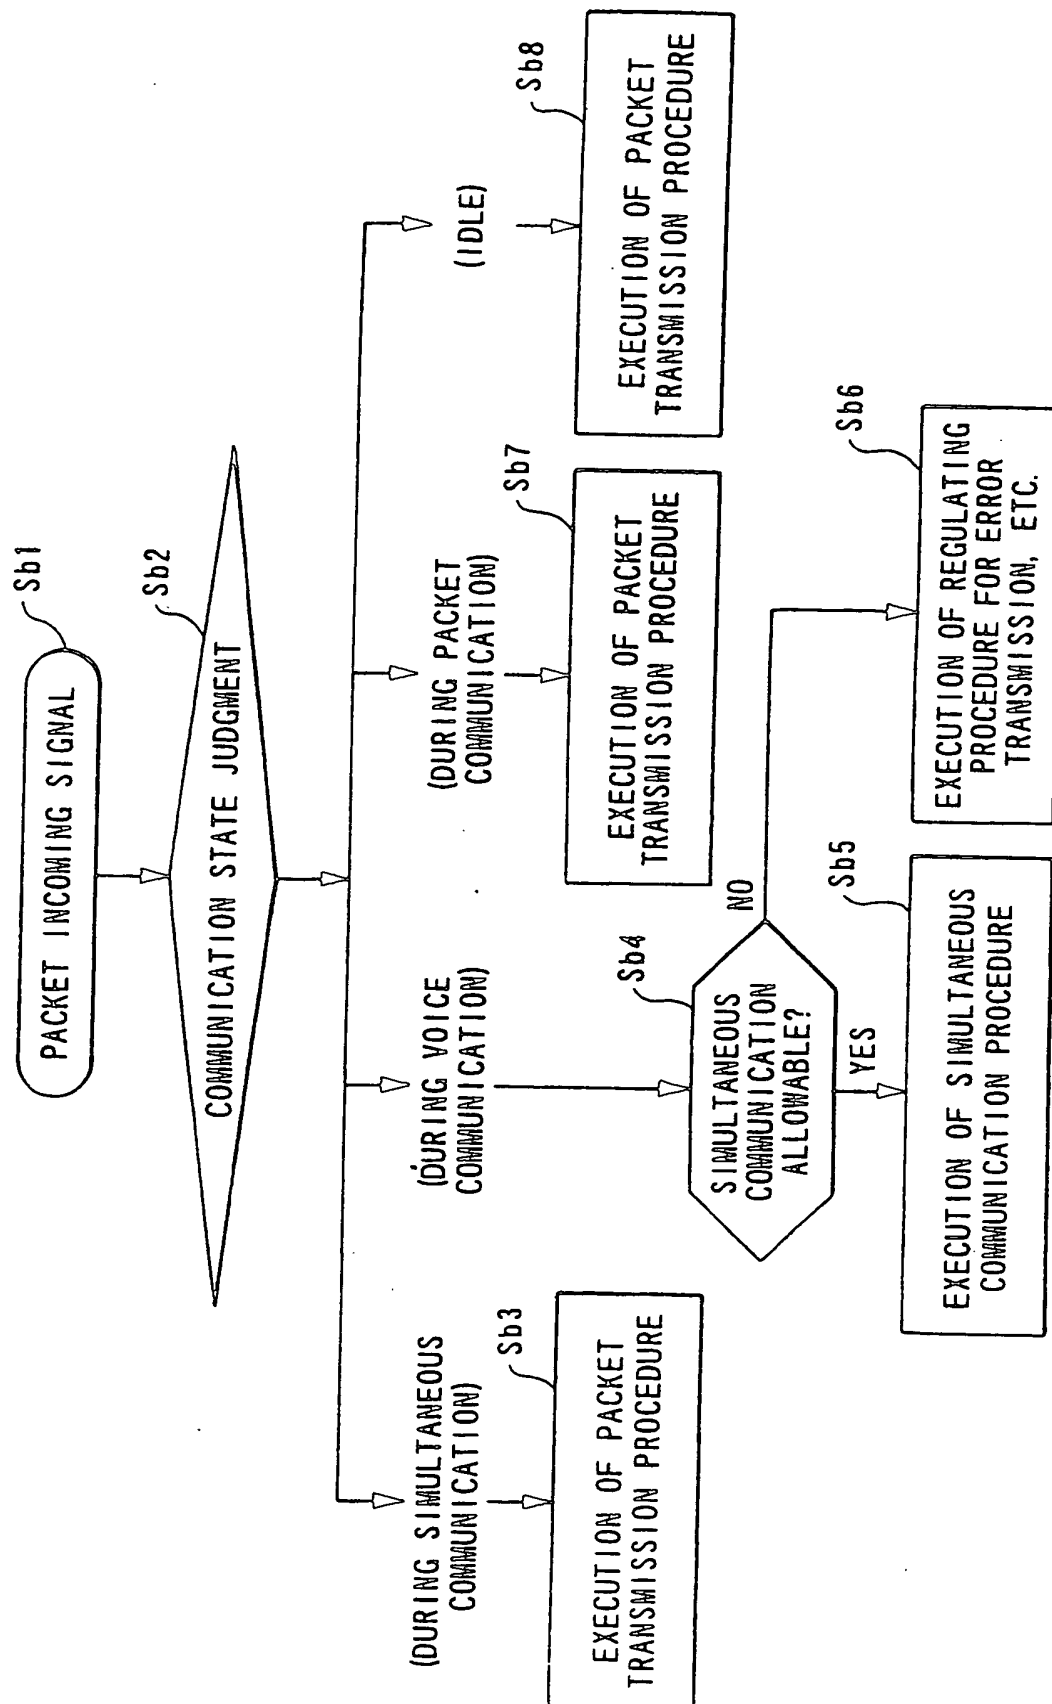 Sb1
PACKET INCOMING SIGNAL
Sb2
COMMUNICATION STATE JUDGMENT
(DURING SIMULTANEOUS
COMMUNICATION)
(DURING VOICE
COMMUNICATION)
(DURING PACKET
COMMUNICATION)
(IDLE)
Sb3
EXECUTION OF PACKET
TRANSMISSION PROCEDURE
Sb4
SIMULTANEOUS
COMMUNICATION
ALLOWABLE?
NO
YES
Sb7
EXECUTION OF PACKET
TRANSMISSION PROCEDURE
Sb8
EXECUTION OF PACKET
TRANSMISSION PROCEDURE
Sb5
EXECUTION OF SIMULTANEOUS
COMMUNICATION PROCEDURE
Sb6
EXECUTION OF REGULATING
PROCEDURE FOR ERROR
TRANSMISSION, ETC.